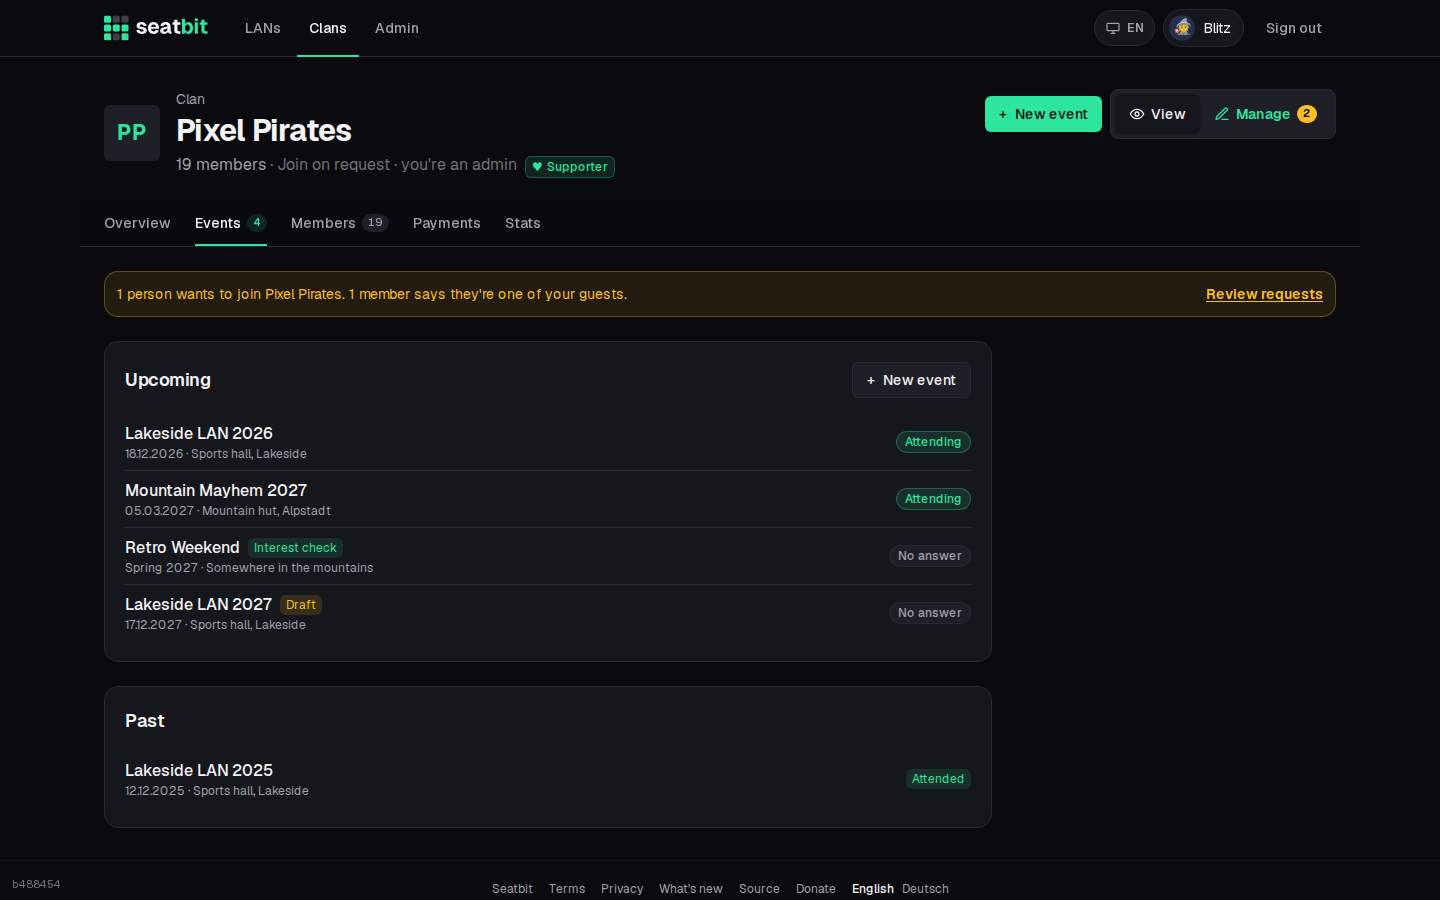 seatbit LANs Clans Admin EN Blitz Sign out
Clan
PP Pixel Pirates
19 members · Join on request · you're an admin ♥ Supporter
+ New event View Manage 2
Overview Events 4 Members 19 Payments Stats
1 person wants to join Pixel Pirates. 1 member says they're one of your guests. Review requests
Upcoming + New event
Lakeside LAN 2026 Attending
18.12.2026 · Sports hall, Lakeside
Mountain Mayhem 2027 Attending
05.03.2027 · Mountain hut, Alpstadt
Retro Weekend Interest check No answer
Spring 2027 · Somewhere in the mountains
Lakeside LAN 2027 Draft No answer
17.12.2027 · Sports hall, Lakeside
Past
Lakeside LAN 2025 Attended
12.12.2025 · Sports hall, Lakeside
b488454 Seatbit Terms Privacy What's new Source Donate English Deutsch